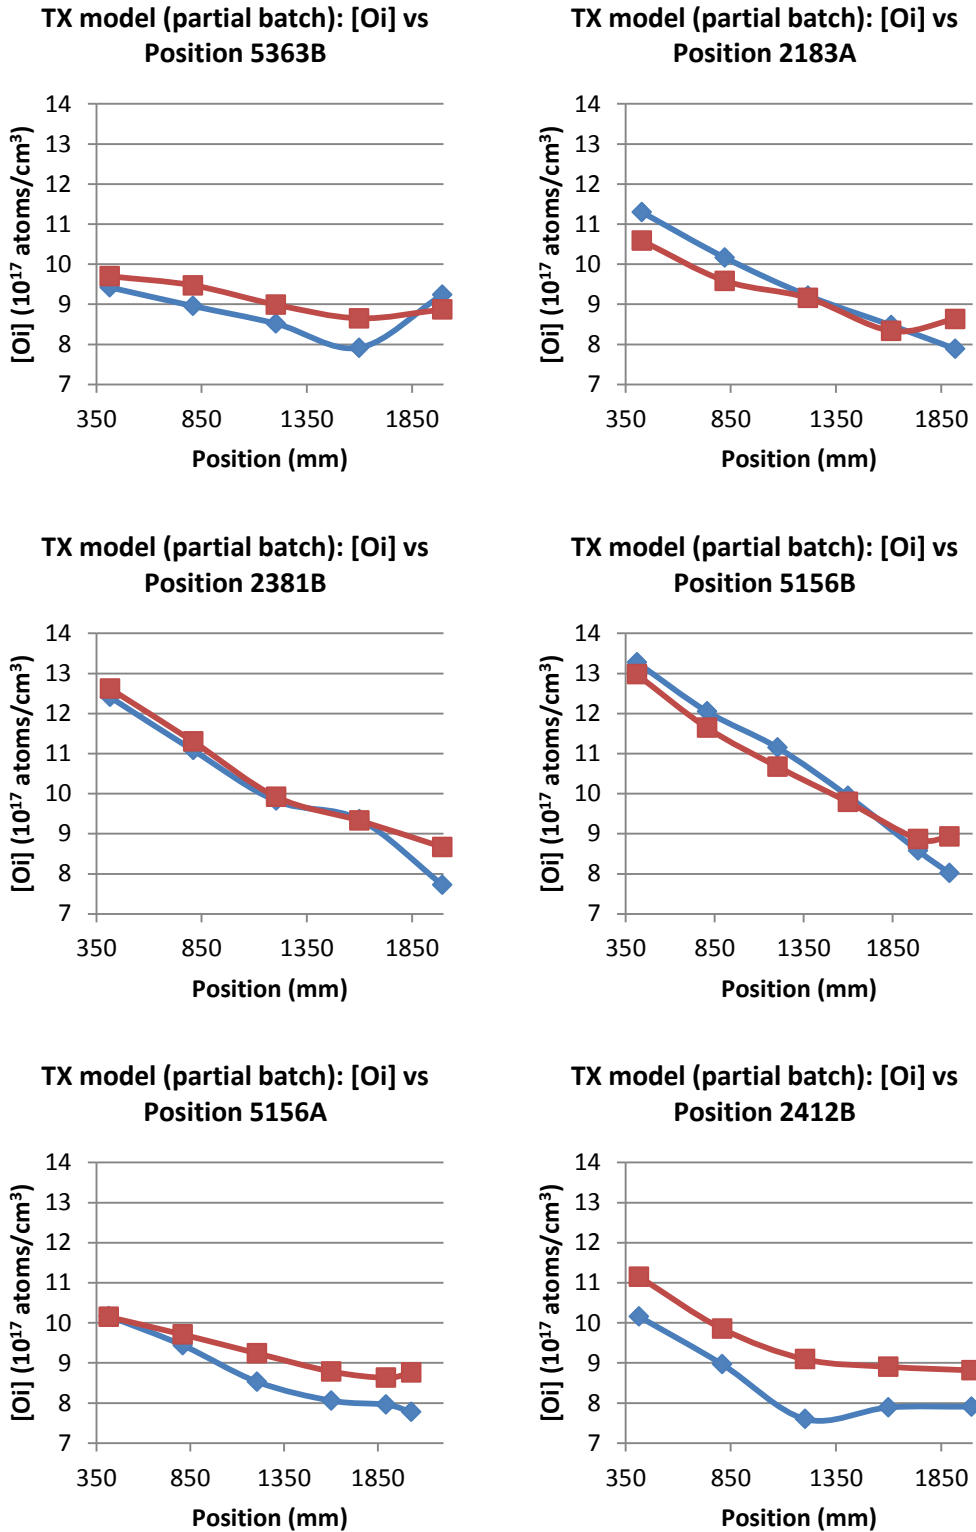 TX model (partial batch): [Oi] vs
Position 5363B
14
13
12
11
10
9
8
7
[Oi] (10¹⁷ atoms/cm³)
350 850 1350 1850
Position (mm)
TX model (partial batch): [Oi] vs
Position 2183A
14
13
12
11
10
9
8
7
[Oi] (10¹⁷ atoms/cm³)
350 850 1350 1850
Position (mm)
TX model (partial batch): [Oi] vs
Position 2381B
14
13
12
11
10
9
8
7
[Oi] (10¹⁷ atoms/cm³)
350 850 1350 1850
Position (mm)
TX model (partial batch): [Oi] vs
Position 5156B
14
13
12
11
10
9
8
7
[Oi] (10¹⁷ atoms/cm³)
350 850 1350 1850
Position (mm)
TX model (partial batch): [Oi] vs
Position 5156A
14
13
12
11
10
9
8
7
[Oi] (10¹⁷ atoms/cm³)
350 850 1350 1850
Position (mm)
TX model (partial batch): [Oi] vs
Position 2412B
14
13
12
11
10
9
8
7
[Oi] (10¹⁷ atoms/cm³)
350 850 1350 1850
Position (mm)